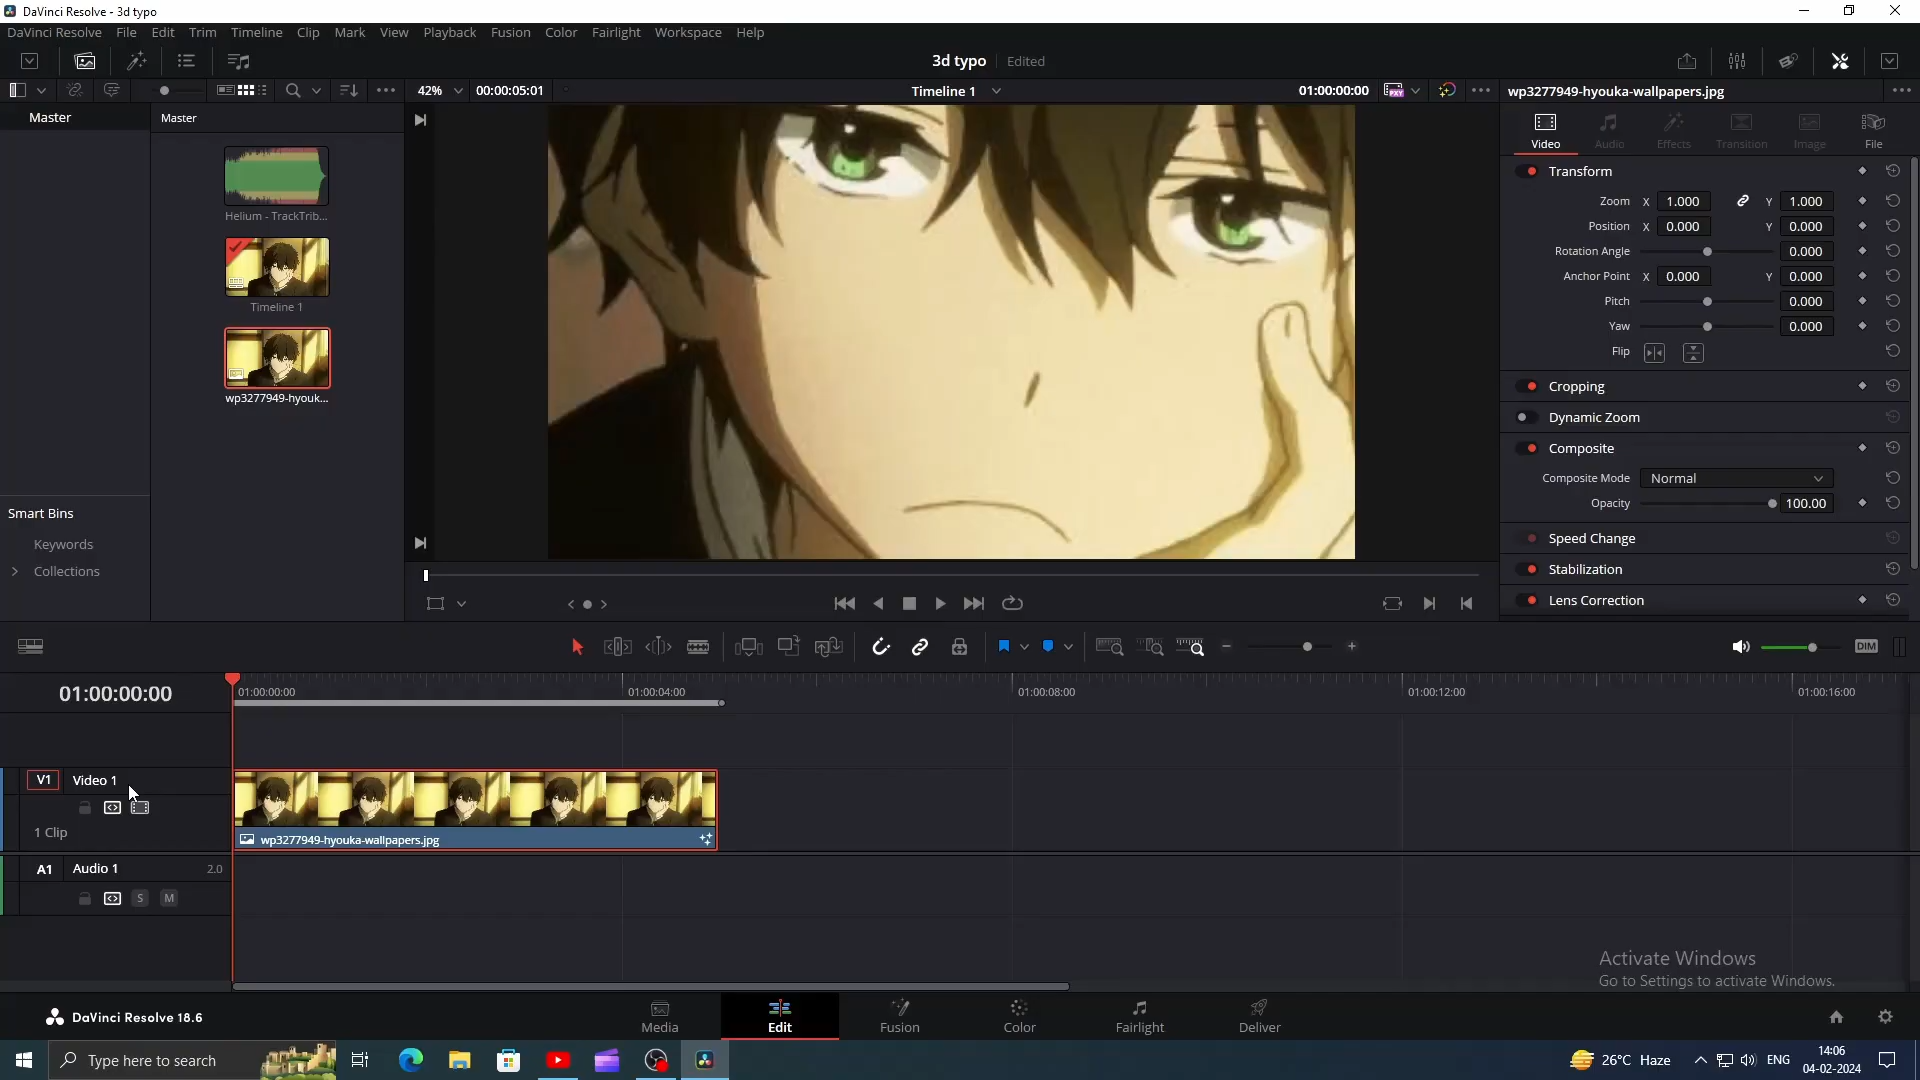 DaVinci Resolve - 3d typo
DaVinci Resolve File Edit Trim Timeline Clip Mark View Playback Fusion Color Fairlight Workspace Help
3d typo Edited
42% 00:00:05:01 Timeline 1 01:00:00:00 PXY wp3277949-hyouka-wallpapers.jpg
Master Master
Video Audio Effects Transition Image File
Transform
Zoom X 1.000 Y 1.000
Helium - TrackTrib...
Position X 0.000 Y 0.000
Rotation Angle 0.000
Anchor Point X 0.000 Y 0.000
Timeline 1
Pitch 0.000
Yaw 0.000
Flip
Cropping
wp3277949-hyouk...
Dynamic Zoom
Composite
Composite Mode Normal
Opacity 100.00
Smart Bins
Speed Change
Keywords
Collections
Stabilization
Lens Correction
DIM
01:00:00:00
01:00:00:00 01:00:04:00 01:00:08:00 01:00:12:00 01:00:16:00
V1 Video 1
1 Clip
wp3277949-hyouka-wallpapers.jpg
A1 Audio 1 2.0
S M
Activate Windows
Go to Settings to activate Windows.
DaVinci Resolve 18.6
Media Edit Fusion Color Fairlight Deliver
Type here to search
26°C Haze ENG
14:06
04-02-2024